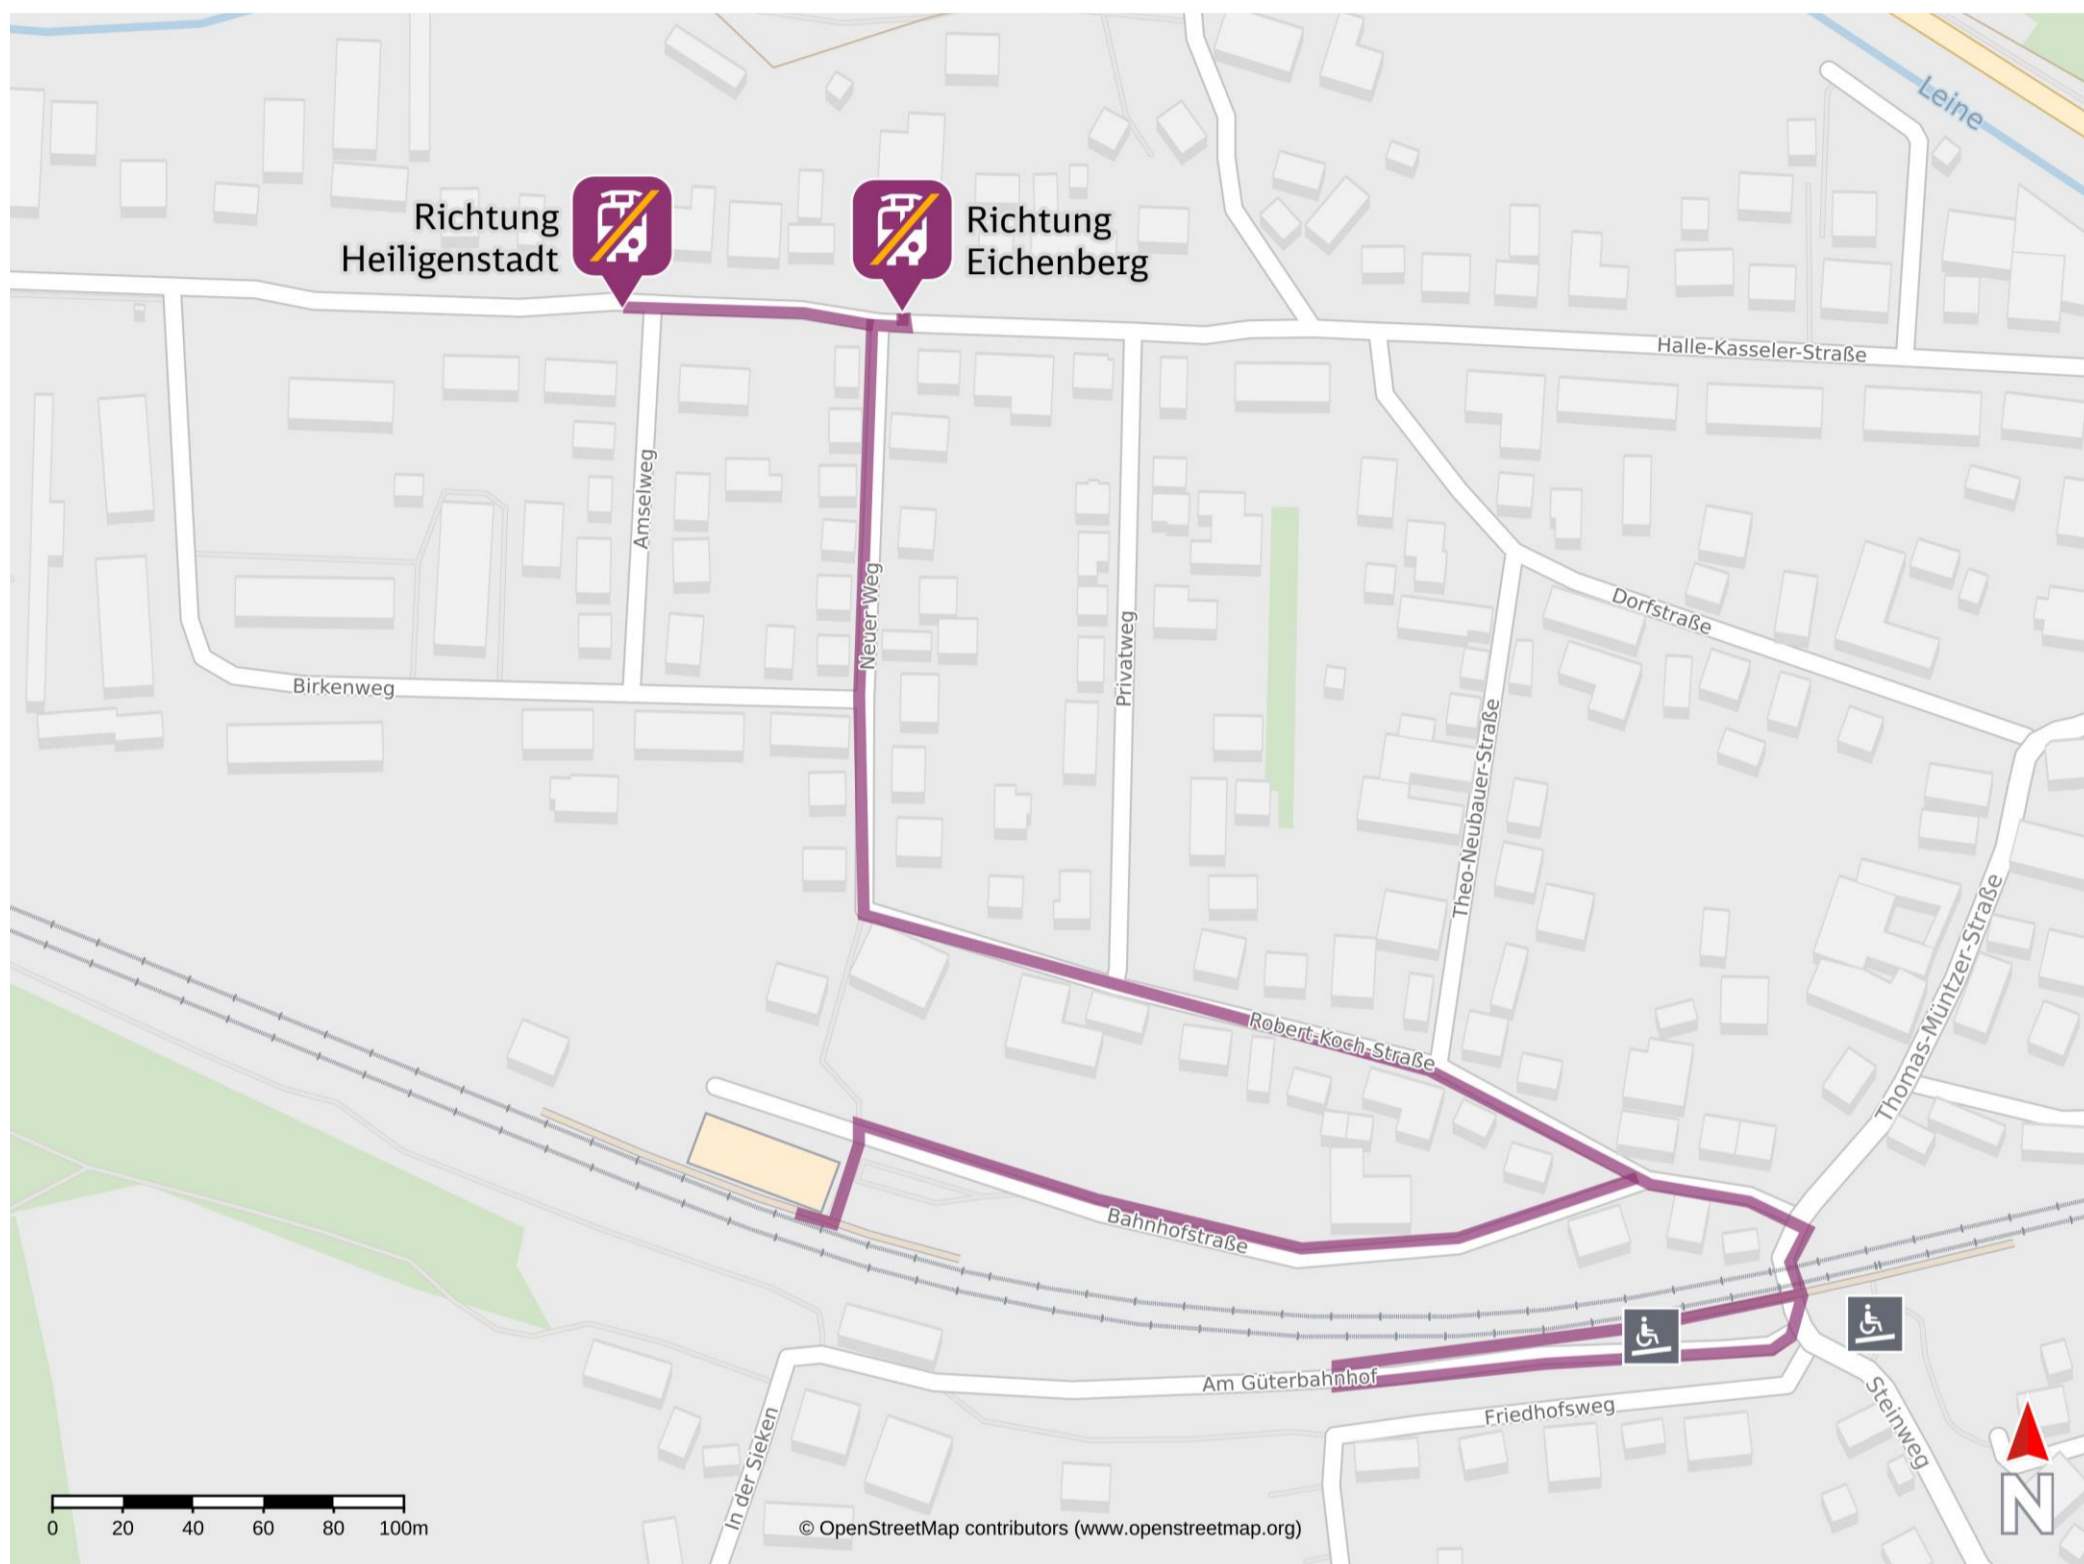 Leine
Richtung
Heiligenstadt
Richtung
Eichenberg
Halle-Kasseler-Straße
Amselweg
Neuer Weg
Privatweg
Dorfstraße
Birkenweg
Theo-Neubauer-Straße
Thomas-Müntzer-Straße
Robert-Koch-Straße
Bahnhofstraße
Am Güterbahnhof
Friedhofsweg
Steinweg
In der Sieken
N
0 20 40 60 80 100m
© OpenStreetMap contributors (www.openstreetmap.org)